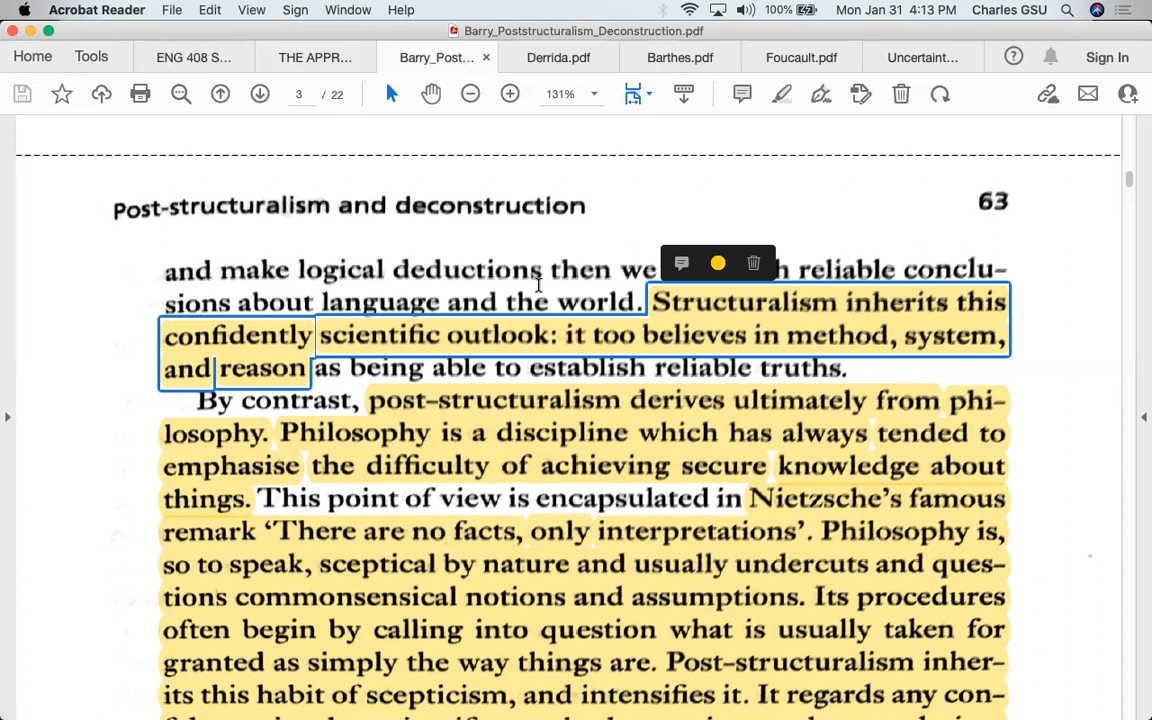 Acrobat Reader File Edit View Sign Window Help 100% Mon Jan 31 4:13 PM Charles GSU
Barry_Poststructuralism_Deconstruction.pdf
Home Tools ENG 408 S... THE APPR... Barry_Post... × Derrida.pdf Barthes.pdf Foucault.pdf Uncertaint... Sign In
3 / 22 131%
Post-structuralism and deconstruction 63
and make logical deductions then we reliable conclu-
sions about language and the world. Structuralism inherits this
confidently scientific outlook: it too believes in method, system,
and reason as being able to establish reliable truths.
By contrast, post-structuralism derives ultimately from phi-
losophy. Philosophy is a discipline which has always tended to
emphasise the difficulty of achieving secure knowledge about
things. This point of view is encapsulated in Nietzsche's famous
remark 'There are no facts, only interpretations'. Philosophy is,
so to speak, sceptical by nature and usually undercuts and ques-
tions commonsensical notions and assumptions. Its procedures
often begin by calling into question what is usually taken for
granted as simply the way things are. Post-structuralism inher-
its this habit of scepticism, and intensifies it. It regards any con-